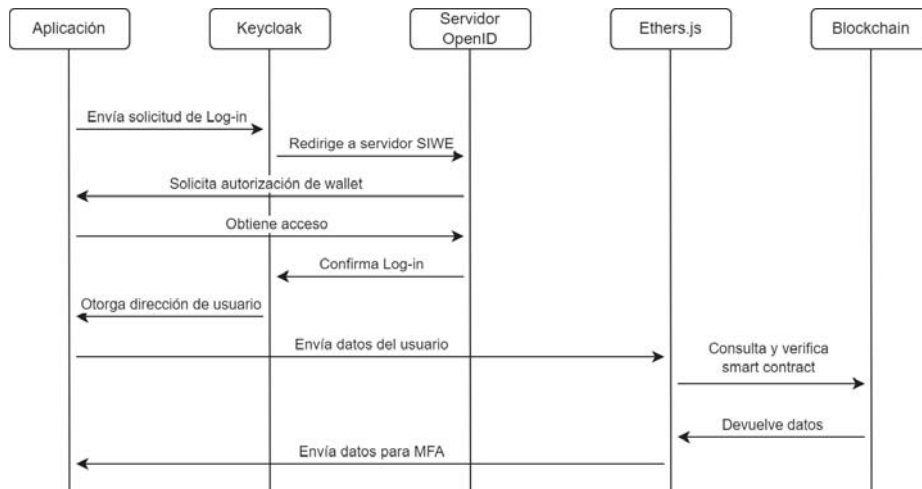 Aplicación
Keycloak
Servidor
OpenID
Ethers.js
Blockchain
Envía solicitud de Log-in
Redirige a servidor SIWE
Solicita autorización de wallet
Obtiene acceso
Confirma Log-in
Otorga dirección de usuario
Envía datos del usuario
Consulta y verifica
smart contract
Devuelve datos
Envía datos para MFA